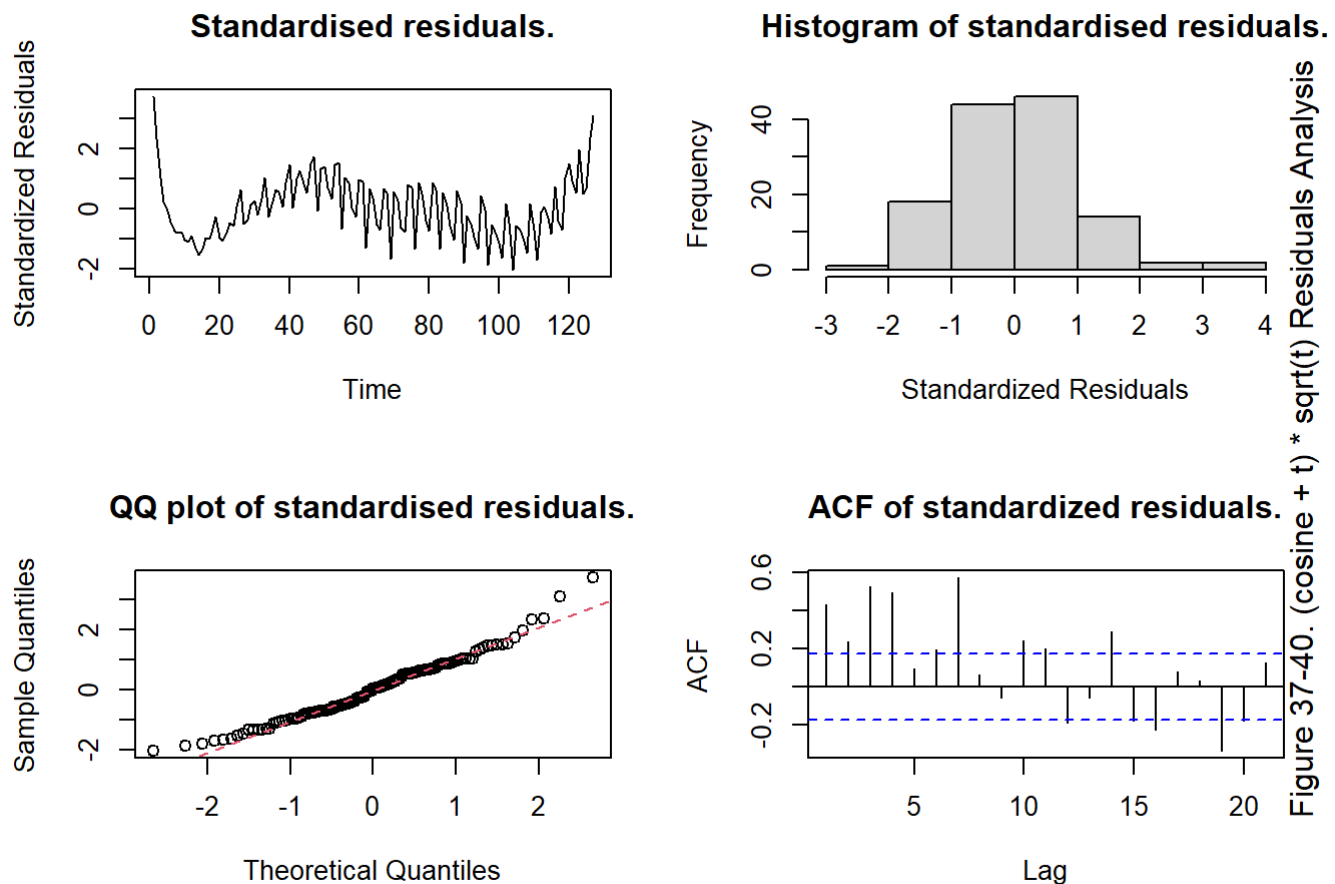 Standardised residuals.
Standardized Residuals
2
0
-2
0 20 40 60 80 100 120
Time
Histogram of standardised residuals.
Frequency
40
20
0
-3 -2 -1 0 1 2 3 4
Standardized Residuals
QQ plot of standardised residuals.
Sample Quantiles
2
0
-2
-2 -1 0 1 2
Theoretical Quantiles
ACF of standardized residuals.
ACF
0.6
0.2
-0.2
5 10 15 20
Lag
Figure 37-40. (cosine + t) * sqrt(t) Residuals Analysis